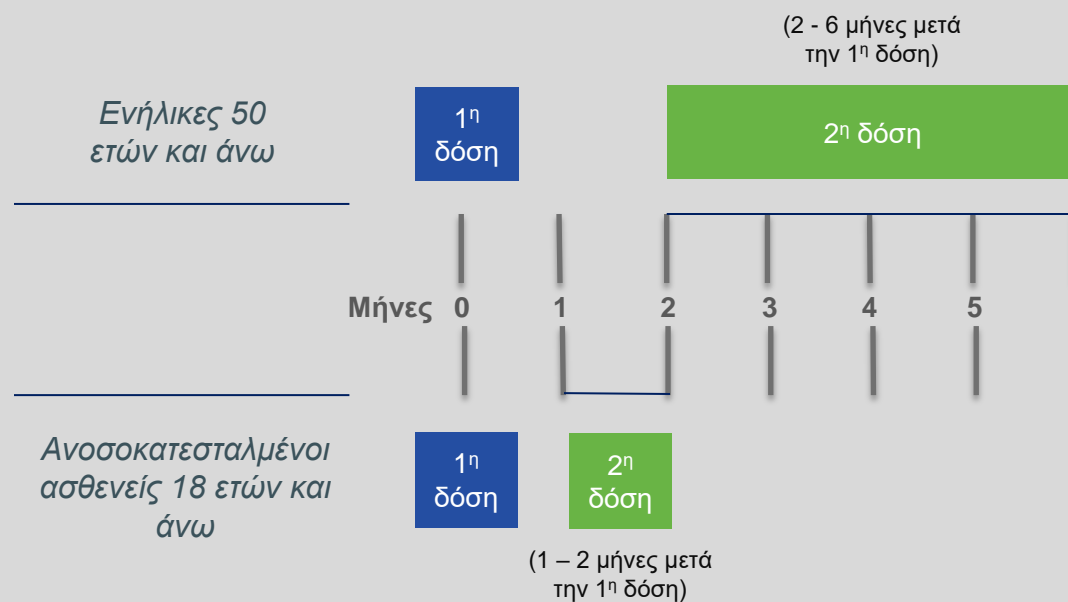 (2 - 6 μήνες μετά
την 1η δόση)
Ενήλικες 50
ετών και άνω
1η
δόση
2η δόση
Μήνες 0 1 2 3 4 5
Ανοσοκατεσταλμένοι
ασθενείς 18 ετών και
άνω
1η
δόση
2η
δόση
(1 – 2 μήνες μετά
την 1η δόση)